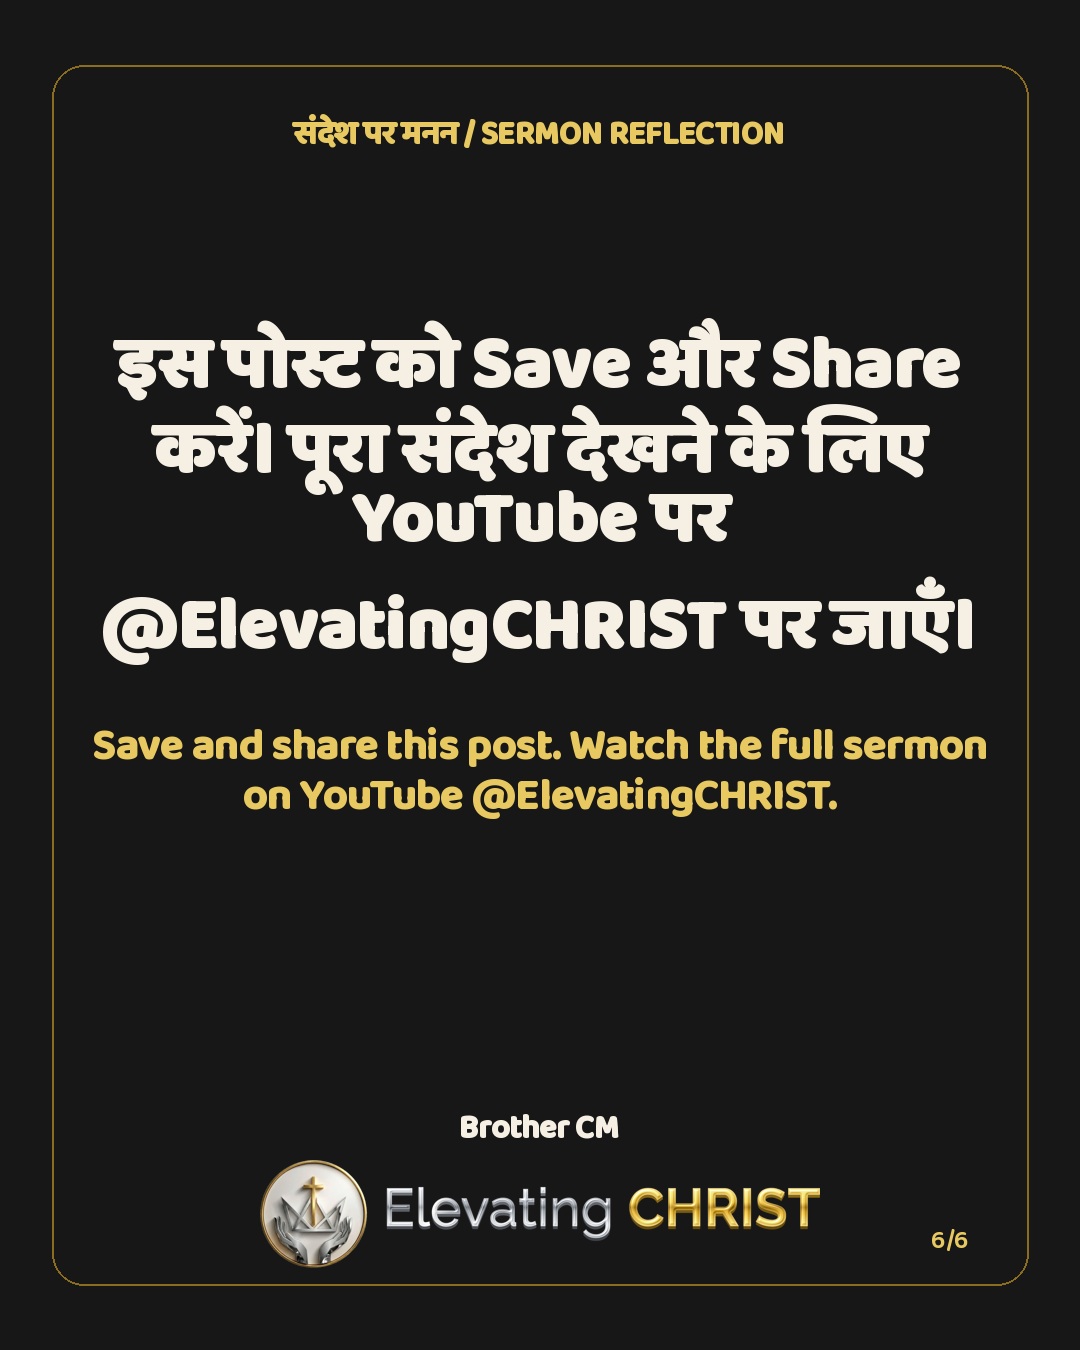 संदेश पर मनन / SERMON REFLECTION
इस पोस्ट को Save और Share
करें। पूरा संदेश देखने के लिए
YouTube पर
@ElevatingCHRIST पर जाएँ।
Save and share this post. Watch the full sermon
on YouTube @ElevatingCHRIST.
Brother CM
Elevating CHRIST
6/6